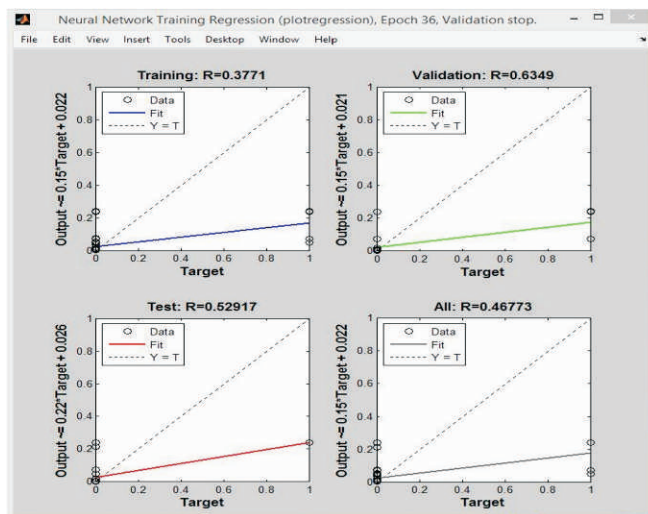 Neural Network Training Regression (plotregression), Epoch 36, Validation stop.
File Edit View Insert Tools Desktop Window Help
Training: R=0.3771
Output ~= 0.15*Target + 0.022
Data
Fit
Y = T
1
0.8
0.6
0.4
0.2
0
0 0.2 0.4 0.6 0.8 1
Target
Validation: R=0.6349
Output ~= 0.15*Target + 0.021
Data
Fit
Y = T
1
0.8
0.6
0.4
0.2
0
0 0.2 0.4 0.6 0.8 1
Target
Test: R=0.52917
Output ~= 0.22*Target + 0.026
Data
Fit
Y = T
1
0.8
0.6
0.4
0.2
0
0 0.2 0.4 0.6 0.8 1
Target
All: R=0.46773
Output ~= 0.15*Target + 0.022
Data
Fit
Y = T
1
0.8
0.6
0.4
0.2
0
0 0.2 0.4 0.6 0.8 1
Target